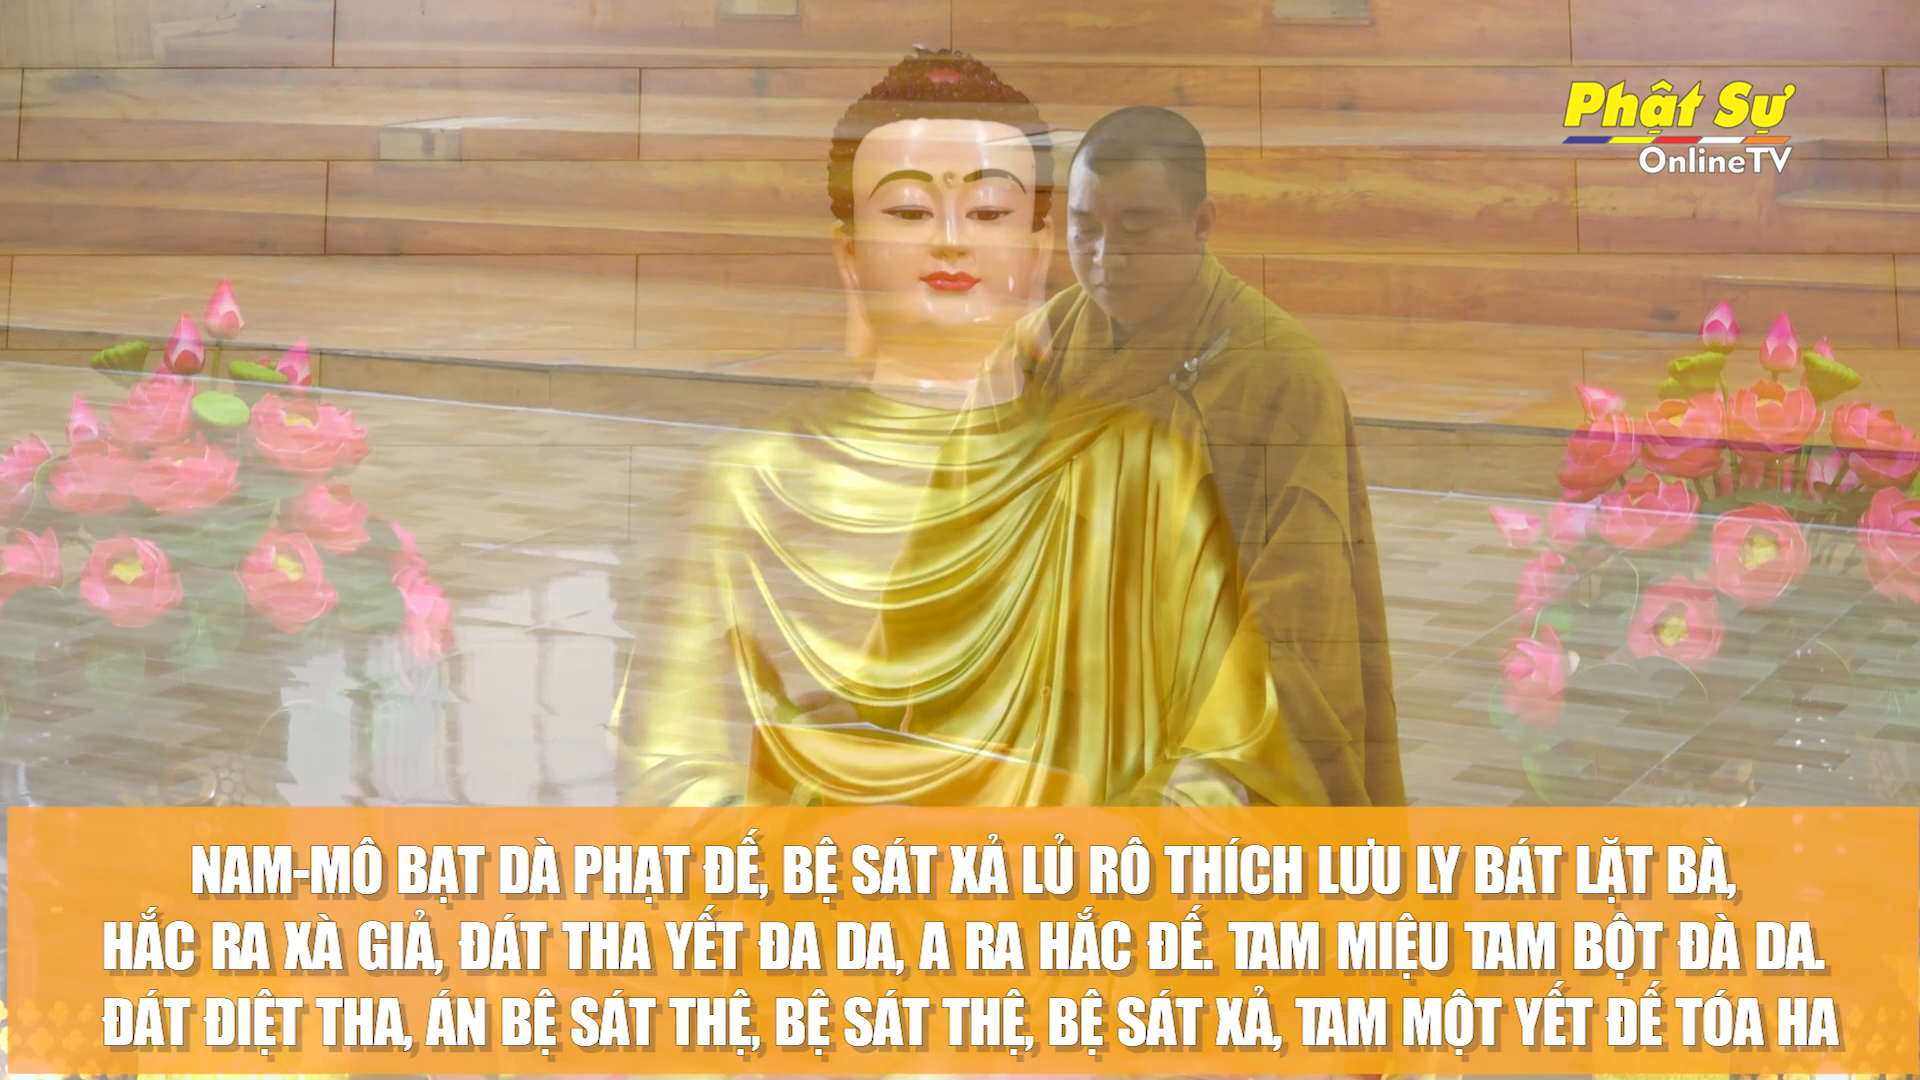 Phật Sự
OnlineTV
NAM-MÔ BẠT DÀ PHẠT ĐẾ, BỆ SÁT XẢ LỦ RÔ THÍCH LƯU LY BÁT LẶT BÀ,
HẮC RA XÀ GIẢ, ĐÁT THA YẾT ĐA DA, A RA HẮC ĐẾ. TAM MIỆU TAM BỘT ĐÀ DA.
ĐÁT ĐIỆT THA, ÁN BỆ SÁT THỆ, BỆ SÁT THỆ, BỆ SÁT XẢ, TAM MỘT YẾT ĐẾ TÓA HA